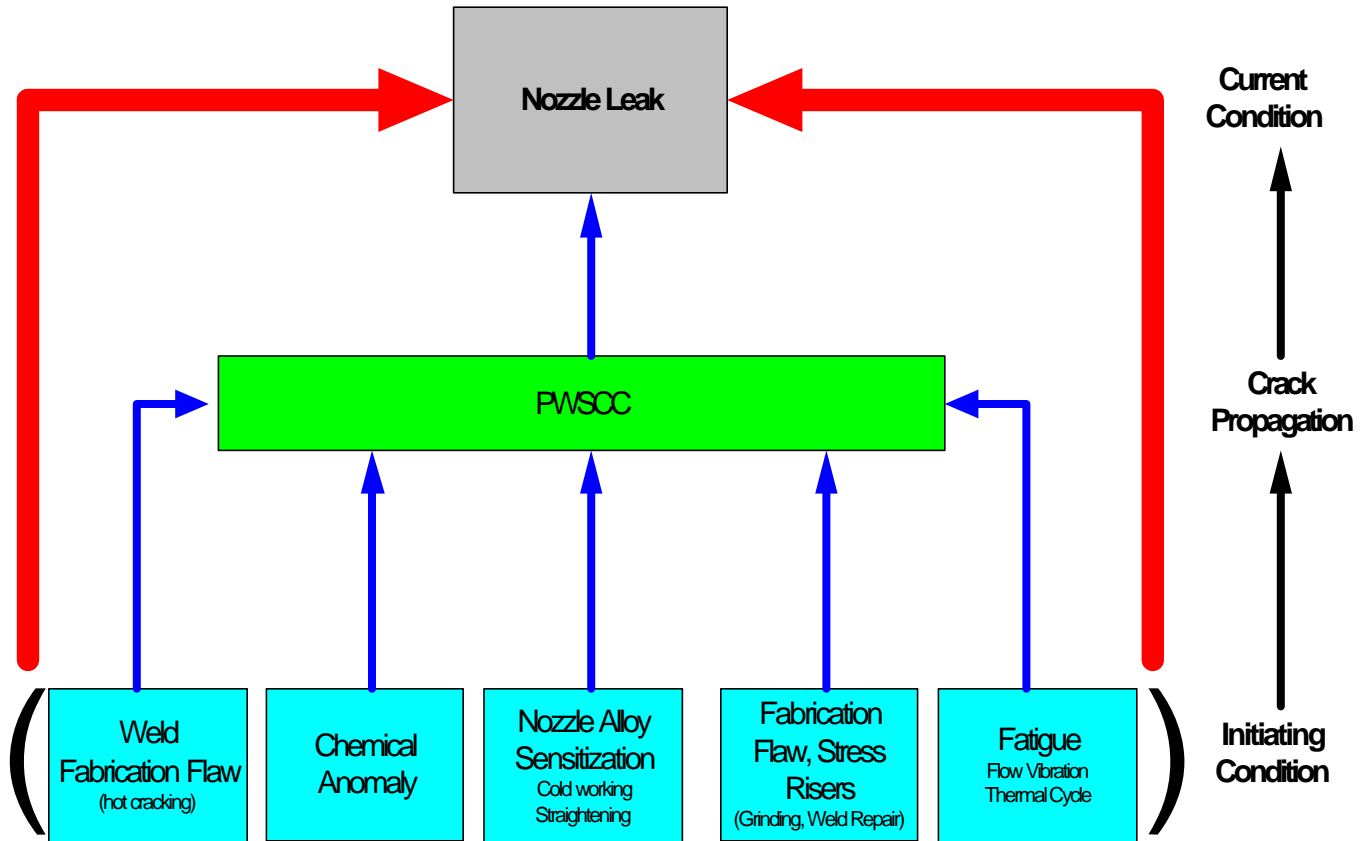 Nozzle Leak
Current
Condition
PWSCC
Crack
Propagation
Weld
Fabrication Flaw
(hot cracking)
Chemical
Anomaly
Nozzle Alloy
Sensitization
Cold working
Straightening
Fabrication
Flaw, Stress
Risers
(Grinding, Weld Repair)
Fatigue
Flow Vibration
Thermal Cycle
Initiating
Condition